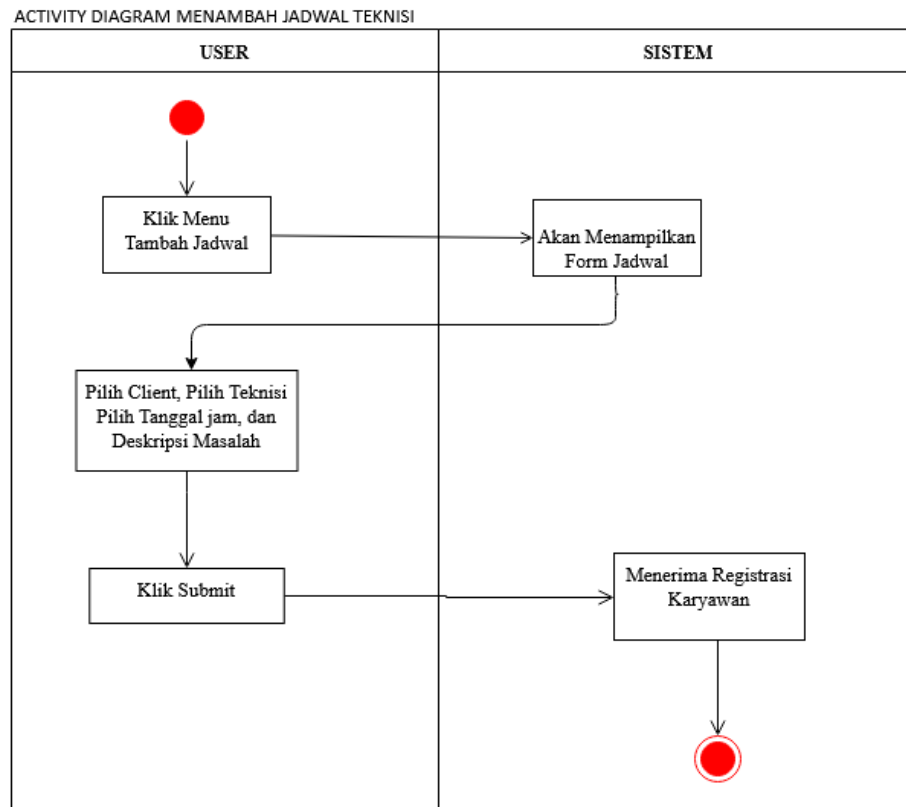 ACTIVITY DIAGRAM MENAMBAH JADWAL TEKNISI
USER
SISTEM
Klik Menu
Tambah Jadwal
Akan Menampilkan
Form Jadwal
Pilih Client, Pilih Teknisi
Pilih Tanggal jam, dan
Deskripsi Masalah
Klik Submit
Menerima Registrasi
Karyawan